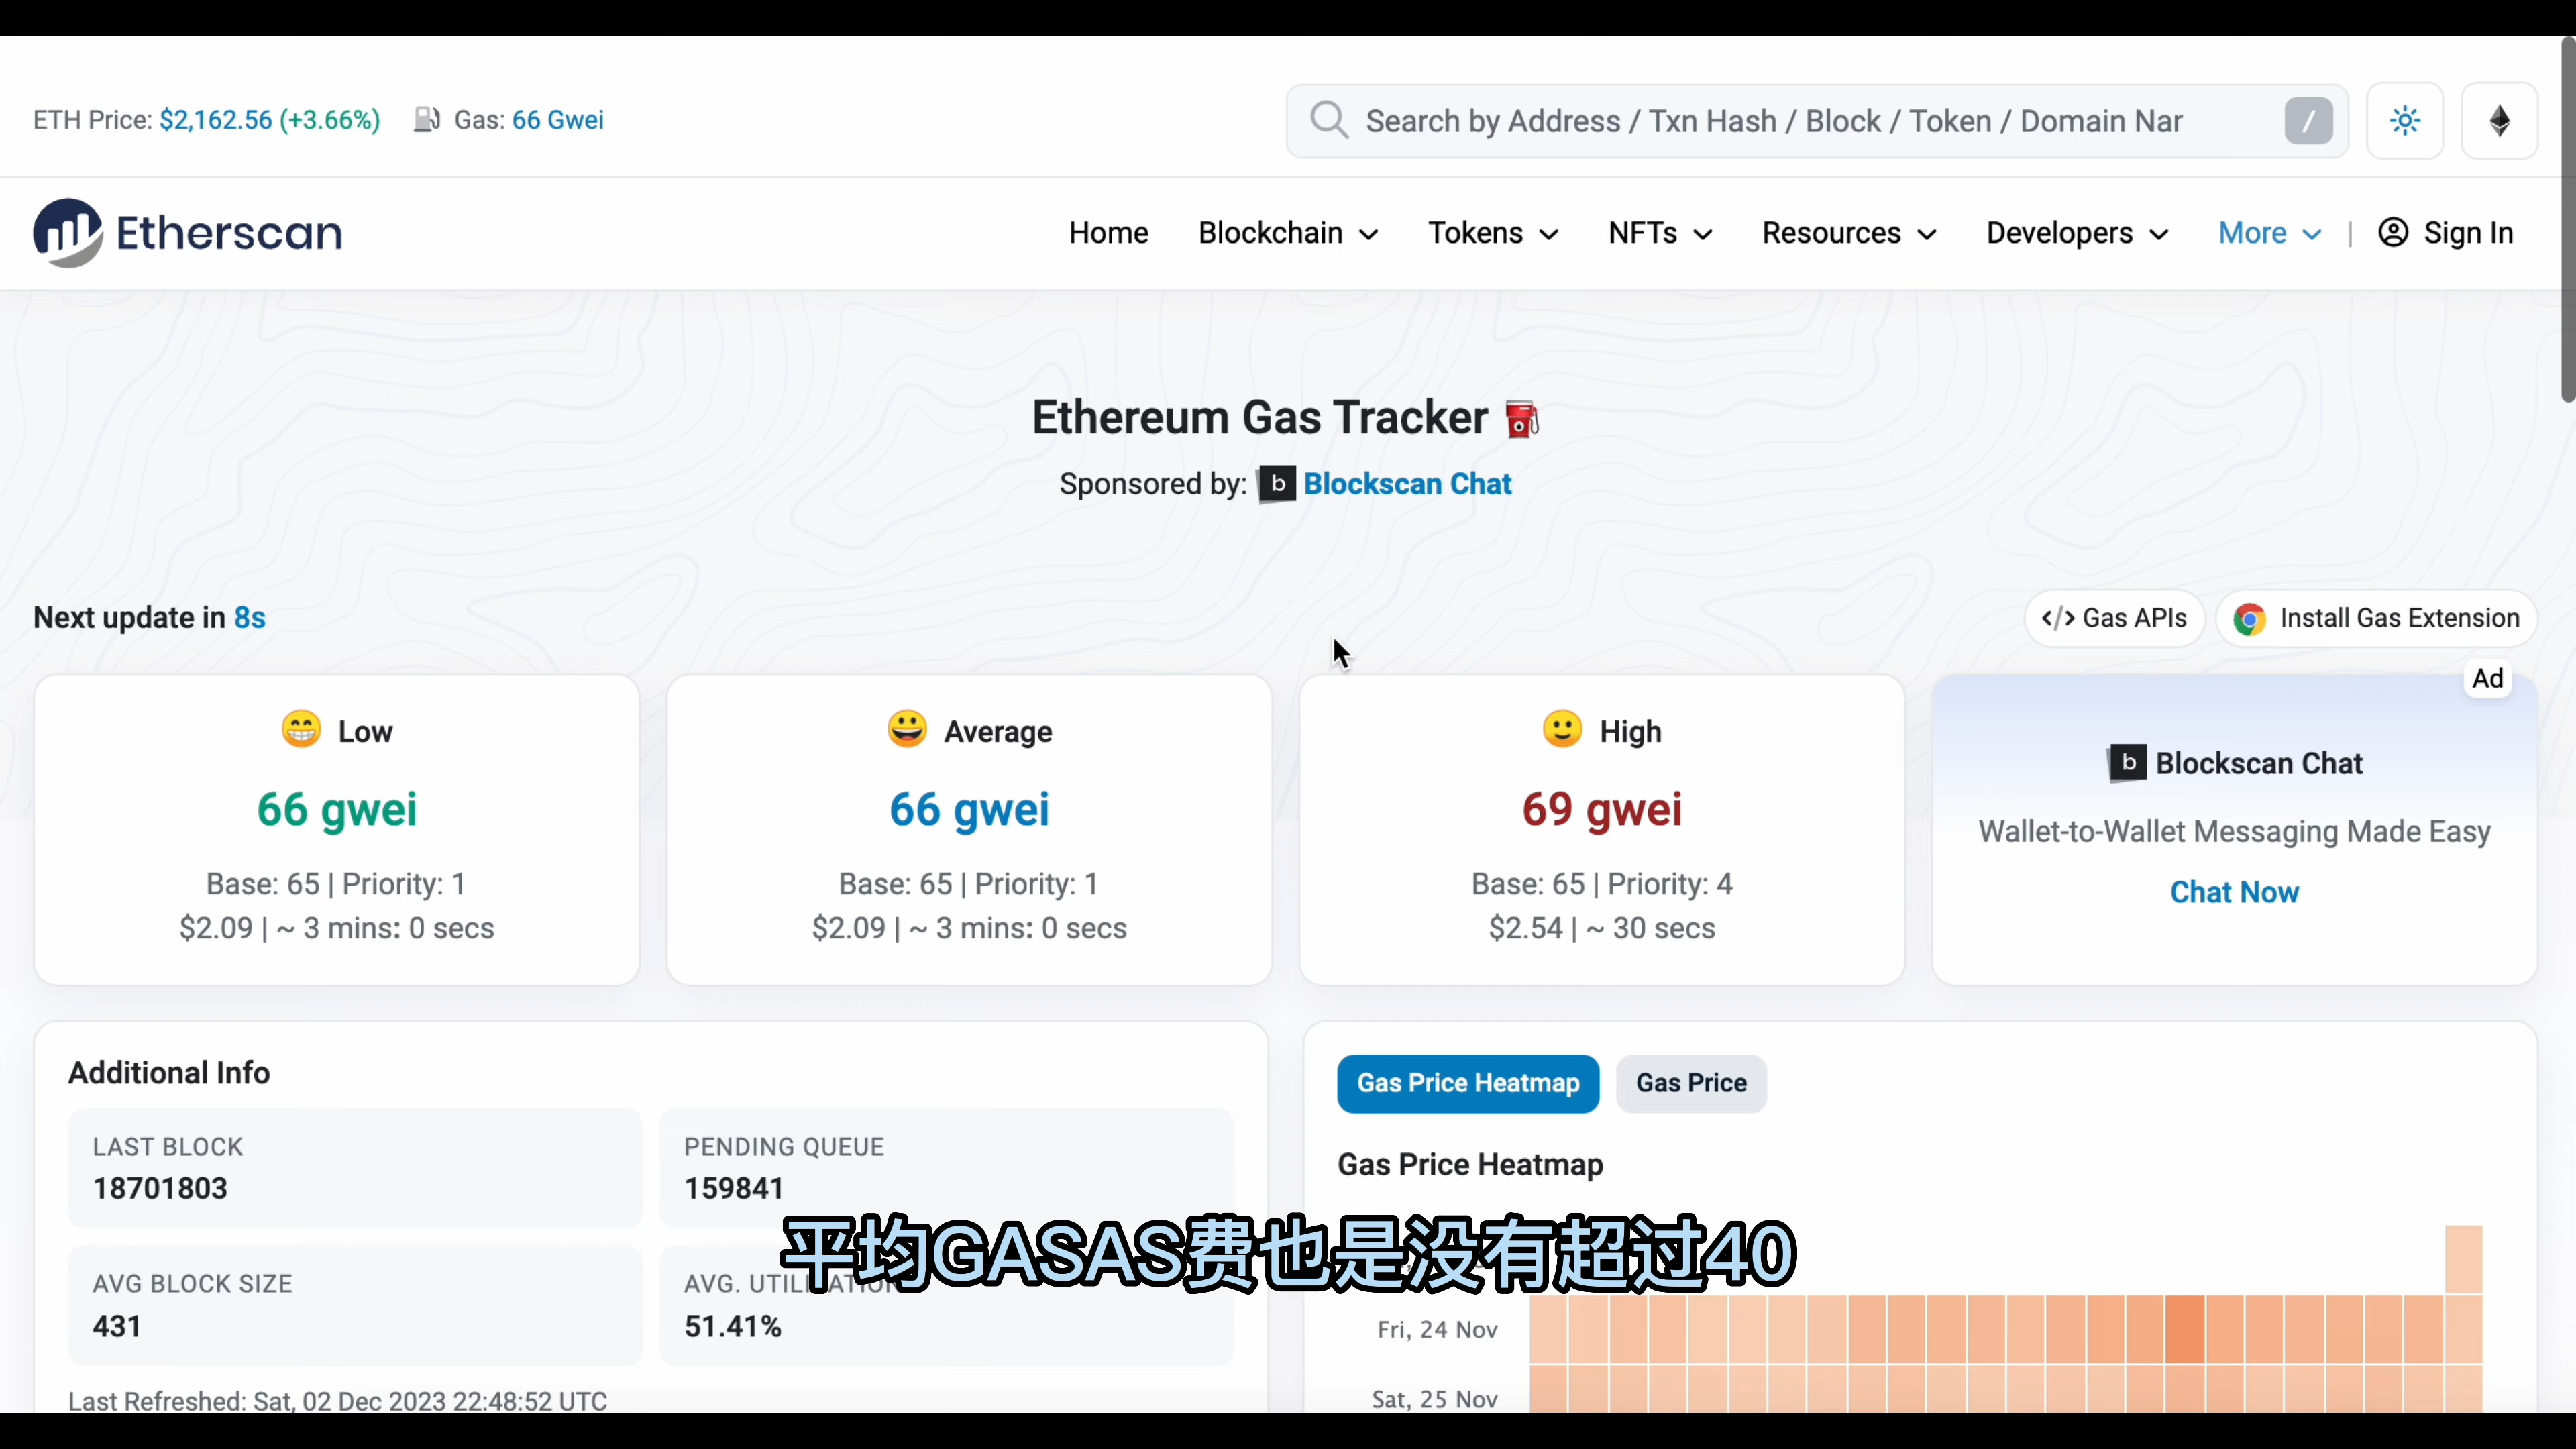 ETH Price: $2,162.56 (+3.66%) Gas: 66 Gwei
Search by Address / Txn Hash / Block / Token / Domain Nar
/
Etherscan
Home Blockchain Tokens NFTs Resources Developers More | Sign In
Ethereum Gas Tracker
Sponsored by: b Blockscan Chat
Next update in 8s
</> Gas APIs
Install Gas Extension
Low
66 gwei
Base: 65 | Priority: 1
$2.09 | ~ 3 mins: 0 secs
Average
66 gwei
Base: 65 | Priority: 1
$2.09 | ~ 3 mins: 0 secs
High
69 gwei
Base: 65 | Priority: 4
$2.54 | ~ 30 secs
Ad
b Blockscan Chat
Wallet-to-Wallet Messaging Made Easy
Chat Now
Additional Info
LAST BLOCK
18701803
PENDING QUEUE
159841
AVG BLOCK SIZE
431
AVG. UTILIZATION
51.41%
Last Refreshed: Sat, 02 Dec 2023 22:48:52 UTC
Gas Price Heatmap
Gas Price
Gas Price Heatmap
Fri, 24 Nov
Sat, 25 Nov
平均GASAS费也是没有超过40